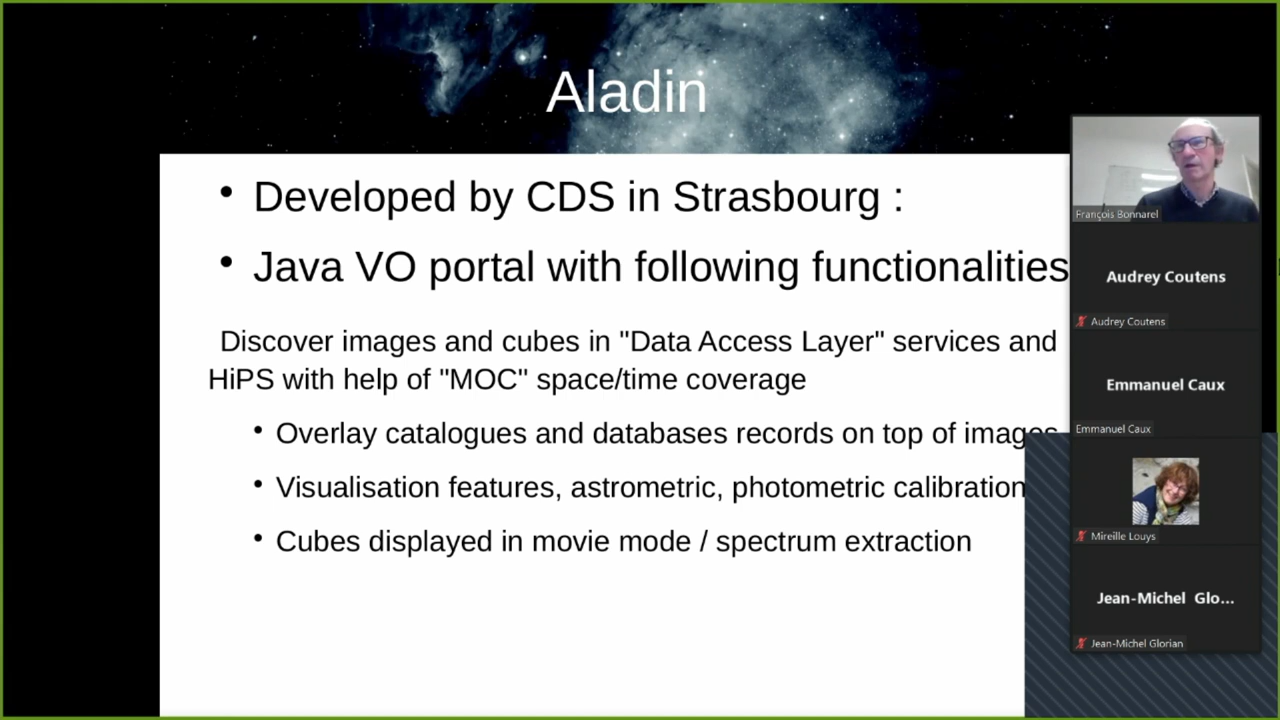 Aladin
• Developed by CDS in Strasbourg :
• Java VO portal with following functionalities
Discover images and cubes in "Data Access Layer" services and
HiPS with help of "MOC" space/time coverage
• Overlay catalogues and databases records on top of images
• Visualisation features, astrometric, photometric calibration
• Cubes displayed in movie mode / spectrum extraction
François Bonnarel
Audrey Coutens
Audrey Coutens
Emmanuel Caux
Emmanuel Caux
Mireille Louys
Jean-Michel Glo...
Jean-Michel Glorian